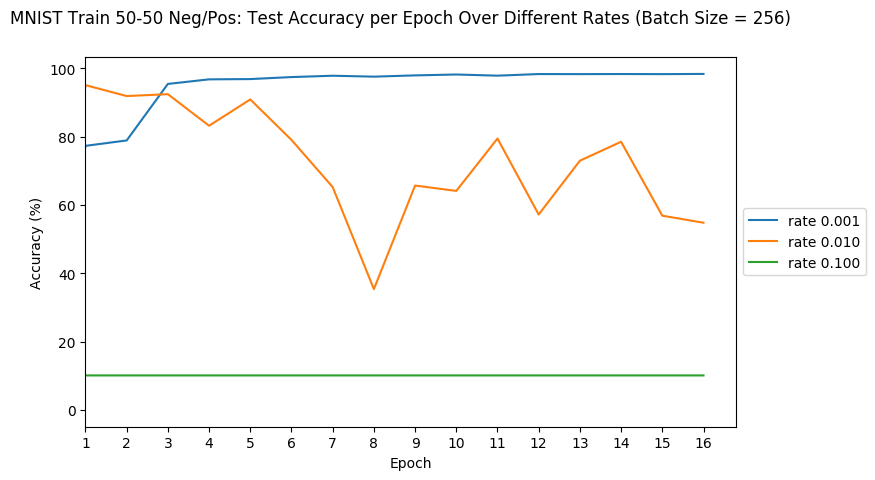 MNIST Train 50-50 Neg/Pos: Test Accuracy per Epoch Over Different Rates (Batch Size = 256)
100
80
60
40
20
0
Accuracy (%)
1 2 3 4 5 6 7 8 9 10 11 12 13 14 15 16
Epoch
rate 0.001
rate 0.010
rate 0.100